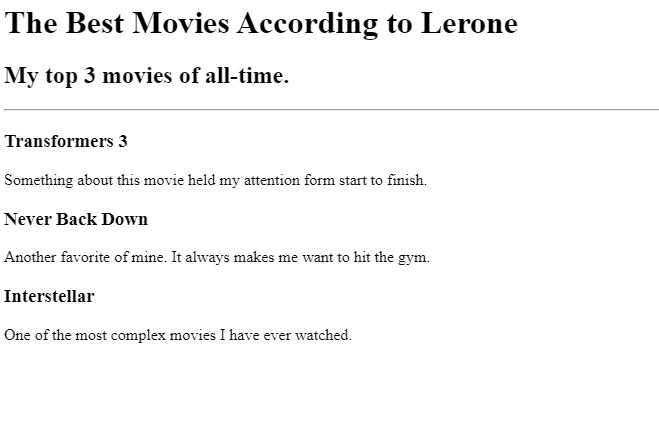 The Best Movies According to Lerone
My top 3 movies of all-time.
Transformers 3
Something about this movie held my attention form start to finish.
Never Back Down
Another favorite of mine. It always makes me want to hit the gym.
Interstellar
One of the most complex movies I have ever watched.